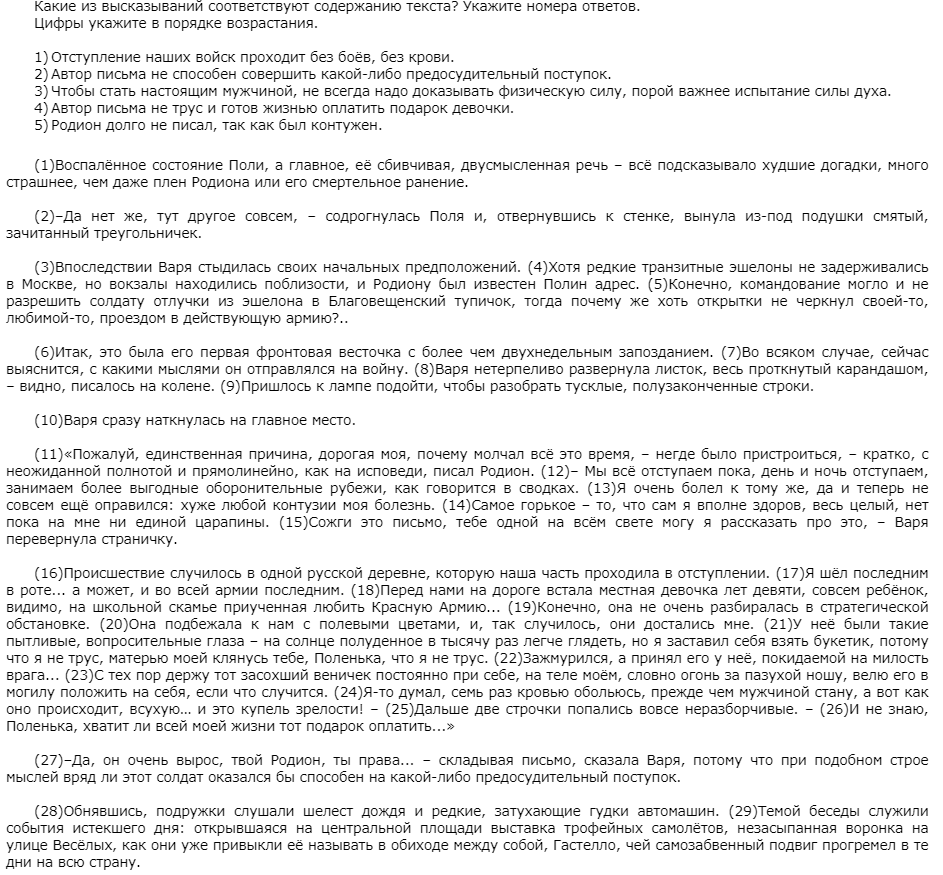 Какие из высказываний соответствуют содержанию текста? Укажите номера ответов.
Цифры укажите в порядке возрастания.
1) Отступление наших войск проходит без боёв, без крови.
2) Автор письма не способен совершить какой-либо предосудительный поступок.
3) Чтобы стать настоящим мужчиной, не всегда надо доказывать физическую силу, порой важнее испытание силы духа.
4) Автор письма не трус и готов жизнью оплатить подарок девочки.
5) Родион долго не писал, так как был контужен.
(1)Воспалённое состояние Поли, а главное, её сбивчивая, двусмысленная речь – всё подсказывало худшие догадки, много
страшнее, чем даже плен Родиона или его смертельное ранение.
(2)–Да нет же, тут другое совсем, – содрогнулась Поля и, отвернувшись к стенке, вынула из-под подушки смятый,
зачитанный треугольничек.
(3)Впоследствии Варя стыдилась своих начальных предположений. (4)Хотя редкие транзитные эшелоны не задерживались
в Москве, но вокзалы находились поблизости, и Родиону был известен Полин адрес. (5)Конечно, командование могло и не
разрешить солдату отлучки из эшелона в Благовещенский тупичок, тогда почему же хоть открытки не черкнул своей-то,
любимой-то, проездом в действующую армию?..
(6)Итак, это была его первая фронтовая весточка с более чем двухнедельным запозданием. (7)Во всяком случае, сейчас
выяснится, с какими мыслями он отправлялся на войну. (8)Варя нетерпеливо развернула листок, весь проткнутый карандашом,
– видно, писалось на колене. (9)Пришлось к лампе подойти, чтобы разобрать тусклые, полузаконченные строки.
(10)Варя сразу наткнулась на главное место.
(11)«Пожалуй, единственная причина, дорогая моя, почему молчал всё это время, – негде было пристроиться, – кратко, с
неожиданной полнотой и прямолинейно, как на исповеди, писал Родион. (12)– Мы всё отступаем пока, день и ночь отступаем,
занимаем более выгодные оборонительные рубежи, как говорится в сводках. (13)Я очень болел к тому же, да и теперь не
совсем ещё оправился: хуже любой контузии моя болезнь. (14)Самое горькое – то, что сам я вполне здоров, весь целый, нет
пока на мне ни единой царапины. (15)Сожги это письмо, тебе одной на всём свете могу я рассказать про это, – Варя
перевернула страничку.
(16)Происшествие случилось в одной русской деревне, которую наша часть проходила в отступлении. (17)Я шёл последним
в роте... а может, и во всей армии последним. (18)Перед нами на дороге встала местная девочка лет девяти, совсем ребёнок,
видимо, на школьной скамье приученная любить Красную Армию... (19)Конечно, она не очень разбиралась в стратегической
обстановке. (20)Она подбежала к нам с полевыми цветами, и, так случилось, они достались мне. (21)У неё были такие
пытливые, вопросительные глаза – на солнце полуденное в тысячу раз легче глядеть, но я заставил себя взять букетик, потому
что я не трус, матерью моей клянусь тебе, Поленька, что я не трус. (22)Зажмурился, а принял его у неё, покидаемой на милость
врага... (23)С тех пор держу тот засохший веничек постоянно при себе, на теле моём, словно огонь за пазухой ношу, велю его в
могилу положить на себя, если что случится. (24)Я-то думал, семь раз кровью обольюсь, прежде чем мужчиной стану, а вот как
оно происходит, всухую… и это купель зрелости! – (25)Дальше две строчки попались вовсе неразборчивые. – (26)И не знаю,
Поленька, хватит ли всей моей жизни тот подарок оплатить...»
(27)–Да, он очень вырос, твой Родион, ты права... – складывая письмо, сказала Варя, потому что при подобном строе
мыслей вряд ли этот солдат оказался бы способен на какой-либо предосудительный поступок.
(28)Обнявшись, подружки слушали шелест дождя и редкие, затухающие гудки автомашин. (29)Темой беседы служили
события истекшего дня: открывшаяся на центральной площади выставка трофейных самолётов, незасыпанная воронка на
улице Весёлых, как они уже привыкли её называть в обиходе между собой, Гастелло, чей самозабвенный подвиг прогремел в те
дни на всю страну.